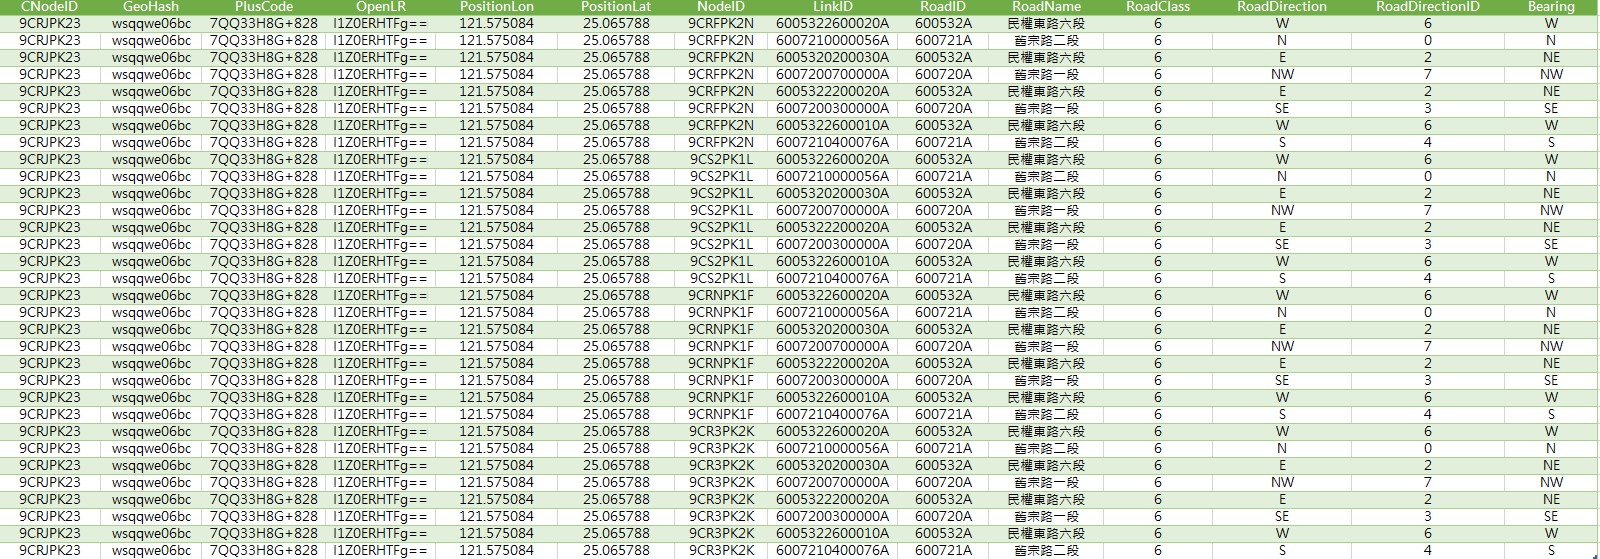 CNodeID GeoHash PlusCode OpenLR PositionLon PositionLat NodeID LinkID RoadID RoadName RoadClass RoadDirection RoadDirectionID Bearing
9CRJPK23 wsqqwe06bc 7QQ33H8G+828 I1Z0ERHTFg== 121.575084 25.065788 9CRFPK2N 6005322600020A 600532A 民權東路六段 6 W 6 W
9CRJPK23 wsqqwe06bc 7QQ33H8G+828 I1Z0ERHTFg== 121.575084 25.065788 9CRFPK2N 6007210000056A 600721A 舊宗路二段 6 N 0 N
9CRJPK23 wsqqwe06bc 7QQ33H8G+828 I1Z0ERHTFg== 121.575084 25.065788 9CRFPK2N 6005320200030A 600532A 民權東路六段 6 E 2 NE
9CRJPK23 wsqqwe06bc 7QQ33H8G+828 I1Z0ERHTFg== 121.575084 25.065788 9CRFPK2N 6007200700000A 600720A 舊宗路一段 6 NW 7 NW
9CRJPK23 wsqqwe06bc 7QQ33H8G+828 I1Z0ERHTFg== 121.575084 25.065788 9CRFPK2N 6005322200020A 600532A 民權東路六段 6 E 2 NE
9CRJPK23 wsqqwe06bc 7QQ33H8G+828 I1Z0ERHTFg== 121.575084 25.065788 9CRFPK2N 6007200300000A 600720A 舊宗路一段 6 SE 3 SE
9CRJPK23 wsqqwe06bc 7QQ33H8G+828 I1Z0ERHTFg== 121.575084 25.065788 9CRFPK2N 6005322600010A 600532A 民權東路六段 6 W 6 W
9CRJPK23 wsqqwe06bc 7QQ33H8G+828 I1Z0ERHTFg== 121.575084 25.065788 9CRFPK2N 6007210400076A 600721A 舊宗路二段 6 S 4 S
9CRJPK23 wsqqwe06bc 7QQ33H8G+828 I1Z0ERHTFg== 121.575084 25.065788 9CS2PK1L 6005322600020A 600532A 民權東路六段 6 W 6 W
9CRJPK23 wsqqwe06bc 7QQ33H8G+828 I1Z0ERHTFg== 121.575084 25.065788 9CS2PK1L 6007210000056A 600721A 舊宗路二段 6 N 0 N
9CRJPK23 wsqqwe06bc 7QQ33H8G+828 I1Z0ERHTFg== 121.575084 25.065788 9CS2PK1L 6005320200030A 600532A 民權東路六段 6 E 2 NE
9CRJPK23 wsqqwe06bc 7QQ33H8G+828 I1Z0ERHTFg== 121.575084 25.065788 9CS2PK1L 6007200700000A 600720A 舊宗路一段 6 NW 7 NW
9CRJPK23 wsqqwe06bc 7QQ33H8G+828 I1Z0ERHTFg== 121.575084 25.065788 9CS2PK1L 6005322200020A 600532A 民權東路六段 6 E 2 NE
9CRJPK23 wsqqwe06bc 7QQ33H8G+828 I1Z0ERHTFg== 121.575084 25.065788 9CS2PK1L 6007200300000A 600720A 舊宗路一段 6 SE 3 SE
9CRJPK23 wsqqwe06bc 7QQ33H8G+828 I1Z0ERHTFg== 121.575084 25.065788 9CS2PK1L 6005322600010A 600532A 民權東路六段 6 W 6 W
9CRJPK23 wsqqwe06bc 7QQ33H8G+828 I1Z0ERHTFg== 121.575084 25.065788 9CS2PK1L 6007210400076A 600721A 舊宗路二段 6 S 4 S
9CRJPK23 wsqqwe06bc 7QQ33H8G+828 I1Z0ERHTFg== 121.575084 25.065788 9CRNPK1F 6005322600020A 600532A 民權東路六段 6 W 6 W
9CRJPK23 wsqqwe06bc 7QQ33H8G+828 I1Z0ERHTFg== 121.575084 25.065788 9CRNPK1F 6007210000056A 600721A 舊宗路二段 6 N 0 N
9CRJPK23 wsqqwe06bc 7QQ33H8G+828 I1Z0ERHTFg== 121.575084 25.065788 9CRNPK1F 6005320200030A 600532A 民權東路六段 6 E 2 NE
9CRJPK23 wsqqwe06bc 7QQ33H8G+828 I1Z0ERHTFg== 121.575084 25.065788 9CRNPK1F 6007200700000A 600720A 舊宗路一段 6 NW 7 NW
9CRJPK23 wsqqwe06bc 7QQ33H8G+828 I1Z0ERHTFg== 121.575084 25.065788 9CRNPK1F 6005322200020A 600532A 民權東路六段 6 E 2 NE
9CRJPK23 wsqqwe06bc 7QQ33H8G+828 I1Z0ERHTFg== 121.575084 25.065788 9CRNPK1F 6007200300000A 600720A 舊宗路一段 6 SE 3 SE
9CRJPK23 wsqqwe06bc 7QQ33H8G+828 I1Z0ERHTFg== 121.575084 25.065788 9CRNPK1F 6005322600010A 600532A 民權東路六段 6 W 6 W
9CRJPK23 wsqqwe06bc 7QQ33H8G+828 I1Z0ERHTFg== 121.575084 25.065788 9CRNPK1F 6007210400076A 600721A 舊宗路二段 6 S 4 S
9CRJPK23 wsqqwe06bc 7QQ33H8G+828 I1Z0ERHTFg== 121.575084 25.065788 9CR3PK2K 6005322600020A 600532A 民權東路六段 6 W 6 W
9CRJPK23 wsqqwe06bc 7QQ33H8G+828 I1Z0ERHTFg== 121.575084 25.065788 9CR3PK2K 6007210000056A 600721A 舊宗路二段 6 N 0 N
9CRJPK23 wsqqwe06bc 7QQ33H8G+828 I1Z0ERHTFg== 121.575084 25.065788 9CR3PK2K 6005320200030A 600532A 民權東路六段 6 E 2 NE
9CRJPK23 wsqqwe06bc 7QQ33H8G+828 I1Z0ERHTFg== 121.575084 25.065788 9CR3PK2K 6007200700000A 600720A 舊宗路一段 6 NW 7 NW
9CRJPK23 wsqqwe06bc 7QQ33H8G+828 I1Z0ERHTFg== 121.575084 25.065788 9CR3PK2K 6005322200020A 600532A 民權東路六段 6 E 2 NE
9CRJPK23 wsqqwe06bc 7QQ33H8G+828 I1Z0ERHTFg== 121.575084 25.065788 9CR3PK2K 6007200300000A 600720A 舊宗路一段 6 SE 3 SE
9CRJPK23 wsqqwe06bc 7QQ33H8G+828 I1Z0ERHTFg== 121.575084 25.065788 9CR3PK2K 6005322600010A 600532A 民權東路六段 6 W 6 W
9CRJPK23 wsqqwe06bc 7QQ33H8G+828 I1Z0ERHTFg== 121.575084 25.065788 9CR3PK2K 6007210400076A 600721A 舊宗路二段 6 S 4 S